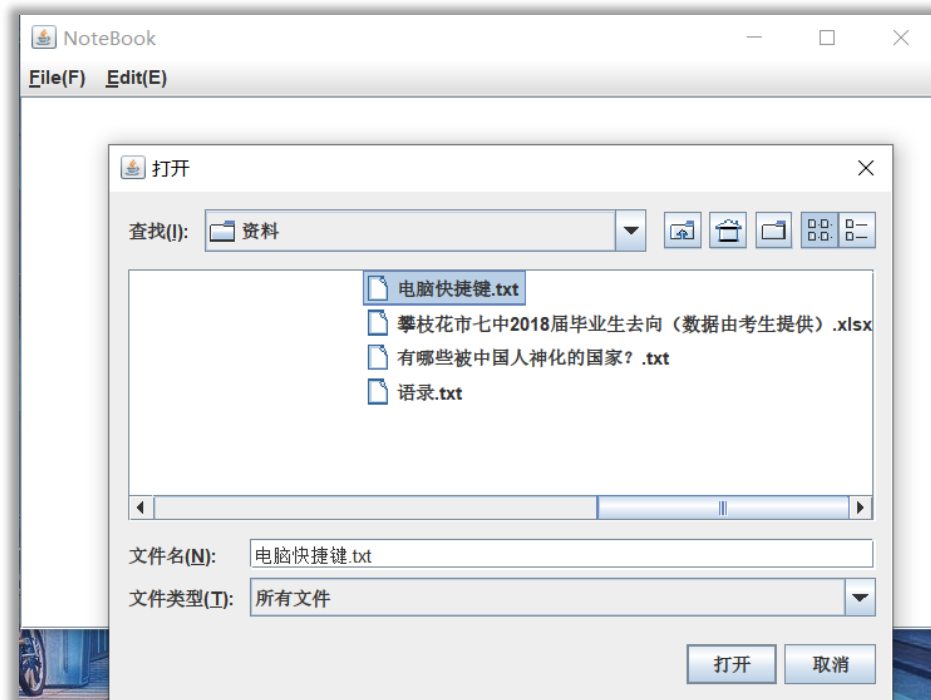 NoteBook
File(F) Edit(E)
打开
查找(I): 资料
电脑快捷键.txt
攀枝花市七中2018届毕业生去向（数据由考生提供）.xlsx
有哪些被中国人神化的国家？.txt
语录.txt
文件名(N): 电脑快捷键.txt
文件类型(T): 所有文件
打开 取消